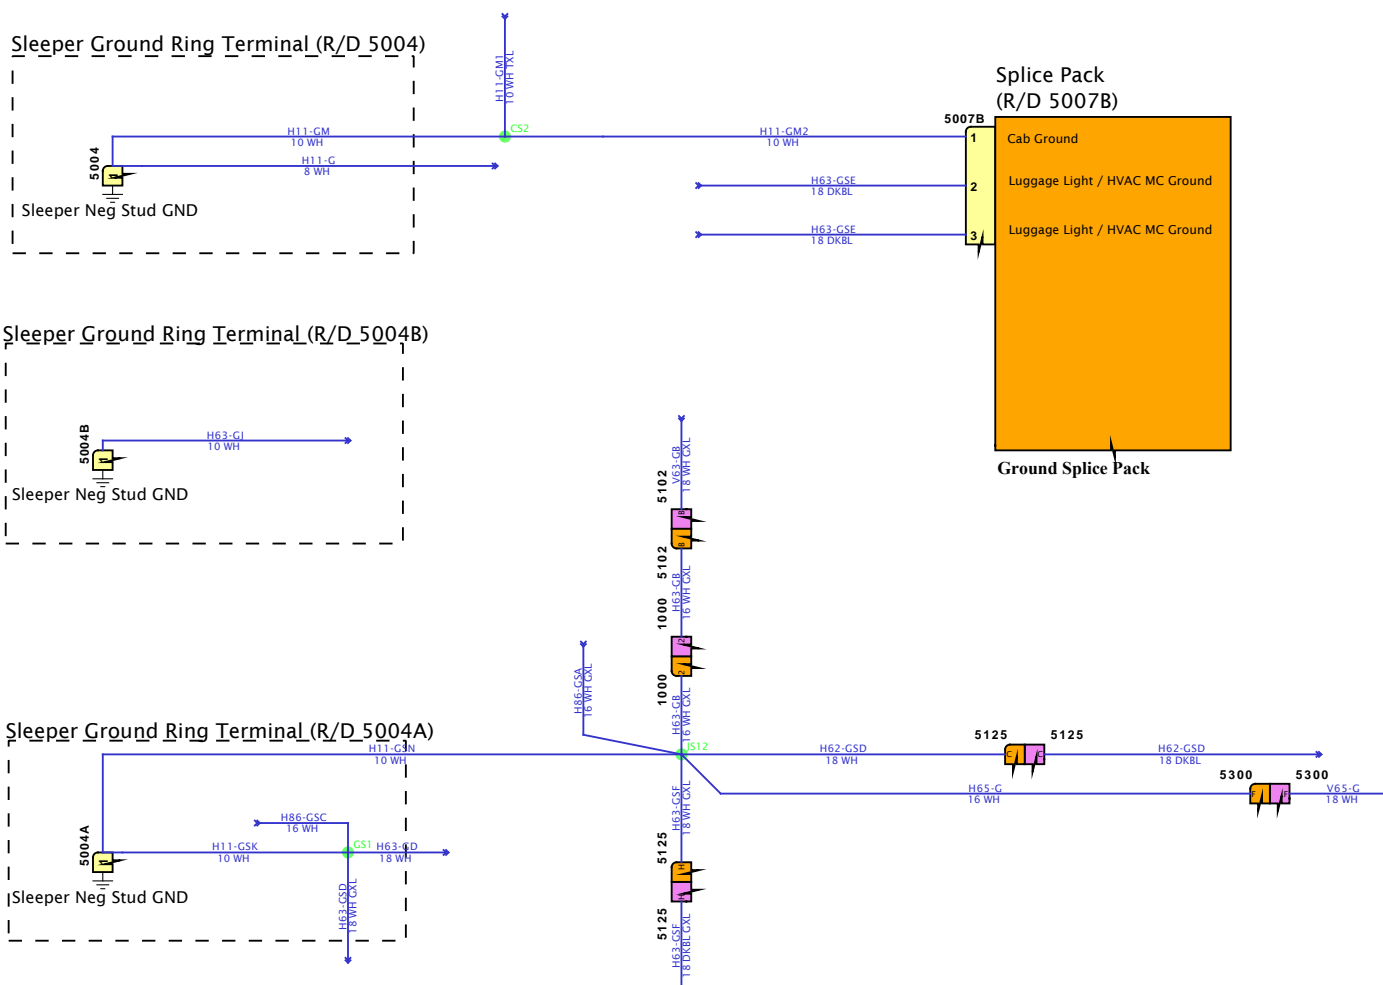 Sleeper Ground Ring Terminal (R/D 5004)
H11-GM1
10 WH TXL
CS2
H11-GM
10 WH
H11-GM2
10 WH
H11-G
8 WH
5004
Sleeper Neg Stud GND
Splice Pack
(R/D 5007B)
5007B
1
Cab Ground
H63-GSE
18 DKBL
2
Luggage Light / HVAC MC Ground
H63-GSE
18 DKBL
3
Luggage Light / HVAC MC Ground
Ground Splice Pack
Sleeper Ground Ring Terminal (R/D 5004B)
H63-GJ
10 WH
5004B
Sleeper Neg Stud GND
V63-GB
18 WH GXL
5102
B
B
5102
H63-GB
16 WH GXL
1000
2
2
1000
H63-GB
16 WH GXL
H86-GSA
16 WH GXL
JS12
Sleeper Ground Ring Terminal (R/D 5004A)
H11-GSN
10 WH
H62-GSD
18 WH
5125
5125
C
C
H62-GSD
18 DKBL
H65-G
16 WH
5300
5300
F
F
V65-G
18 WH
H86-GSC
16 WH
GS1
H11-GSK
10 WH
H63-GD
18 WH
5004A
Sleeper Neg Stud GND
H63-GSD
18 WH GXL
H63-GSF
18 WH GXL
5125
H
H
5125
H63-GSF
18 DKBL GXL